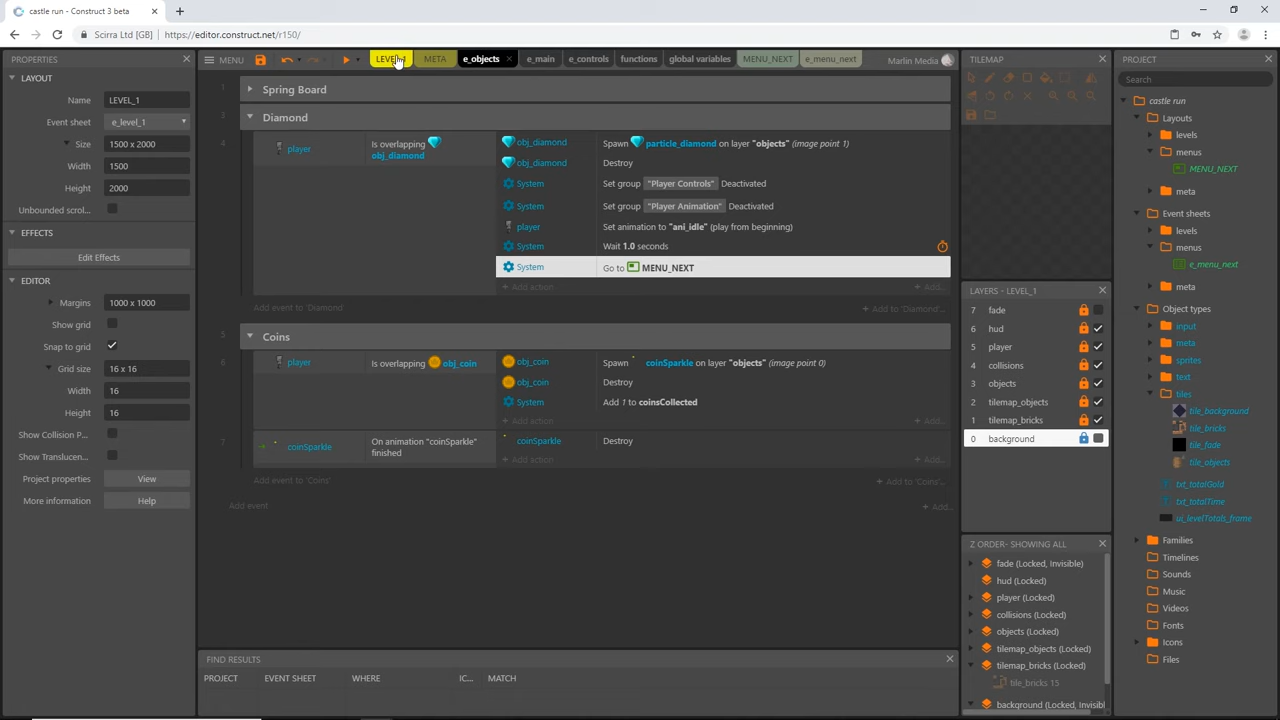 castle run - Construct 3 beta
Scirra Ltd [GB] | https://editor.construct.net/r150/
PROPERTIES
LAYOUT
Name LEVEL_1
Event sheet e_level_1
Size 1500 x 2000
Width 1500
Height 2000
Unbounded scrol...
EFFECTS
Edit Effects
EDITOR
Margins 1000 x 1000
Show grid
Snap to grid
Grid size 16 x 16
Width 16
Height 16
Show Collision P...
Show Translucen...
Project properties View
More information Help
MENU
META e_objects e_main e_controls functions global variables MENU_NEXT e_menu_next
Marlin Media
1 Spring Board
3 Diamond
4 player Is overlapping obj_diamond
obj_diamond Spawn particle_diamond on layer "objects" (image point 1)
obj_diamond Destroy
System Set group "Player Controls" Deactivated
System Set group "Player Animation" Deactivated
player Set animation to "ani_idle" (play from beginning)
System Wait 1.0 seconds
System Go to MENU_NEXT
Add action Add...
Add event to 'Diamond' Add to 'Diamond'...
5 Coins
6 player Is overlapping obj_coin
obj_coin Spawn coinSparkle on layer "objects" (image point 0)
obj_coin Destroy
System Add 1 to coinsCollected
Add action Add...
7 coinSparkle On animation "coinSparkle" finished
coinSparkle Destroy
Add action Add...
Add event to 'Coins' Add to 'Coins'...
Add event Add...
FIND RESULTS
PROJECT EVENT SHEET WHERE IC... MATCH
TILEMAP
LAYERS - LEVEL_1
7 fade
6 hud
5 player
4 collisions
3 objects
2 tilemap_objects
1 tilemap_bricks
0 background
Z ORDER- SHOWING ALL
fade (Locked, Invisible)
hud (Locked)
player (Locked)
collisions (Locked)
objects (Locked)
tilemap_objects (Locked)
tilemap_bricks (Locked)
tile_bricks 15
background (Locked, Invisibl
PROJECT
Search
castle run
Layouts
levels
menus
MENU_NEXT
meta
Event sheets
levels
menus
e_menu_next
meta
Object types
input
meta
sprites
text
tiles
tile_background
tile_bricks
tile_fade
tile_objects
txt_totalGold
txt_totalTime
ui_levelTotals_frame
Families
Timelines
Sounds
Music
Videos
Fonts
Icons
Files